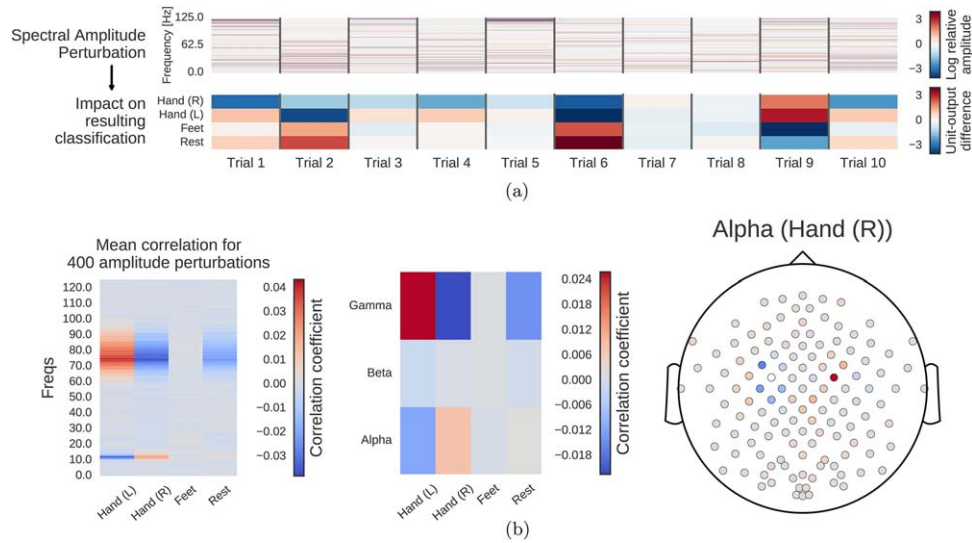 Spectral Amplitude
Perturbation
Impact on
resulting
classification
Frequency [Hz]
125.0
62.5
0.0
3
0
−3
Log relative
amplitude
Hand (R)
Hand (L)
Feet
Rest
3
0
−3
Unit-output
difference
Trial 1 Trial 2 Trial 3 Trial 4 Trial 5 Trial 6 Trial 7 Trial 8 Trial 9 Trial 10
(a)
Mean correlation for
400 amplitude perturbations
Freqs
120.0
110.0
100.0
90.0
80.0
70.0
60.0
50.0
40.0
30.0
20.0
10.0
0.0
Hand (L) Hand (R) Feet Rest
0.04
0.03
0.02
0.01
0.00
−0.01
−0.02
−0.03
Correlation coefficient
Gamma
Beta
Alpha
Hand (L) Hand (R) Feet Rest
0.024
0.018
0.012
0.006
0.000
−0.006
−0.012
−0.018
Correlation coefficient
Alpha (Hand (R))
(b)